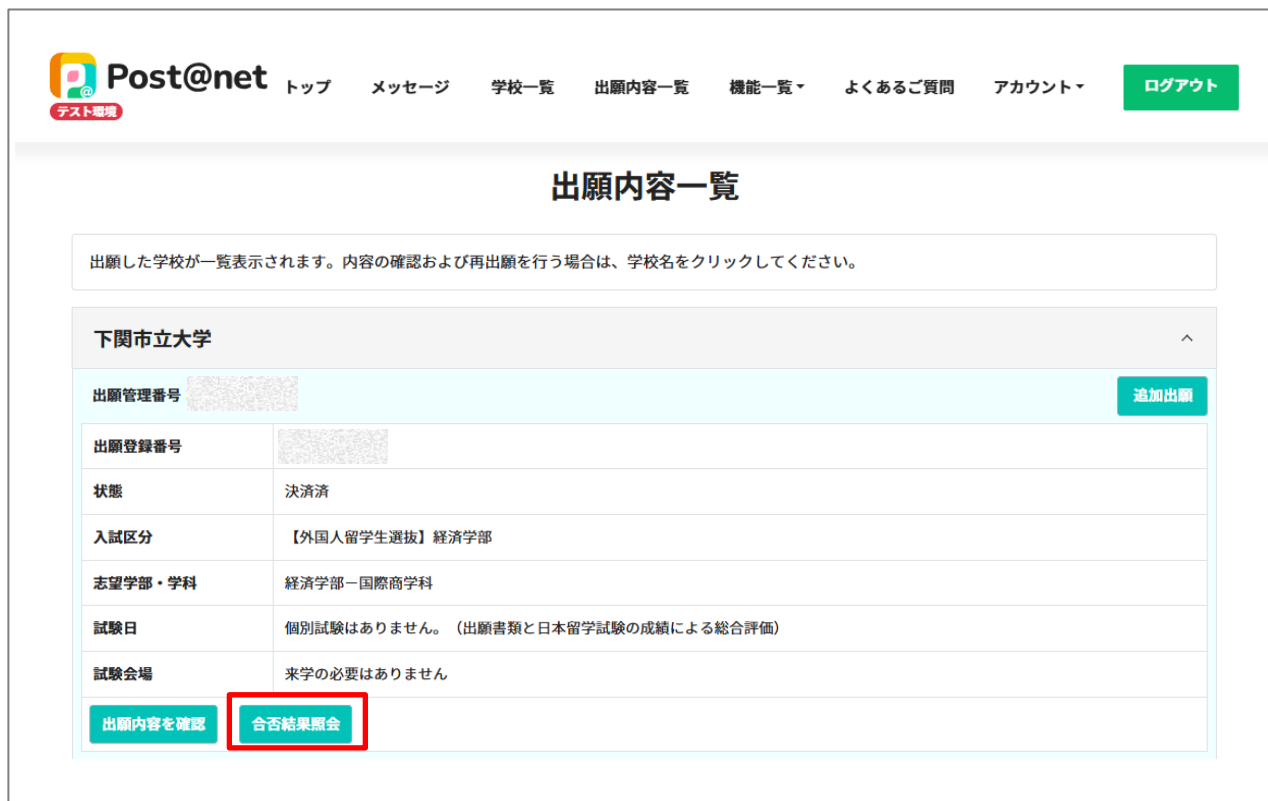 Post@net
テスト環境
トップ メッセージ 学校一覧 出願内容一覧 機能一覧 よくあるご質問 アカウント ログアウト
出願内容一覧
出願した学校が一覧表示されます。内容の確認および再出願を行う場合は、学校名をクリックしてください。
下関市立大学
出願管理番号 追加出願
出願登録番号
状態 決済済
入試区分 【外国人留学生選抜】経済学部
志望学部・学科 経済学部－国際商学科
試験日 個別試験はありません。（出願書類と日本留学試験の成績による総合評価）
試験会場 来学の必要はありません
出願内容を確認 合否結果照会